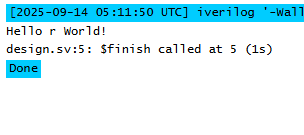 [2025-09-14 05:11:50 UTC] iverilog '-Wall
Hello r World!
design.sv:5: $finish called at 5 (1s)
Done